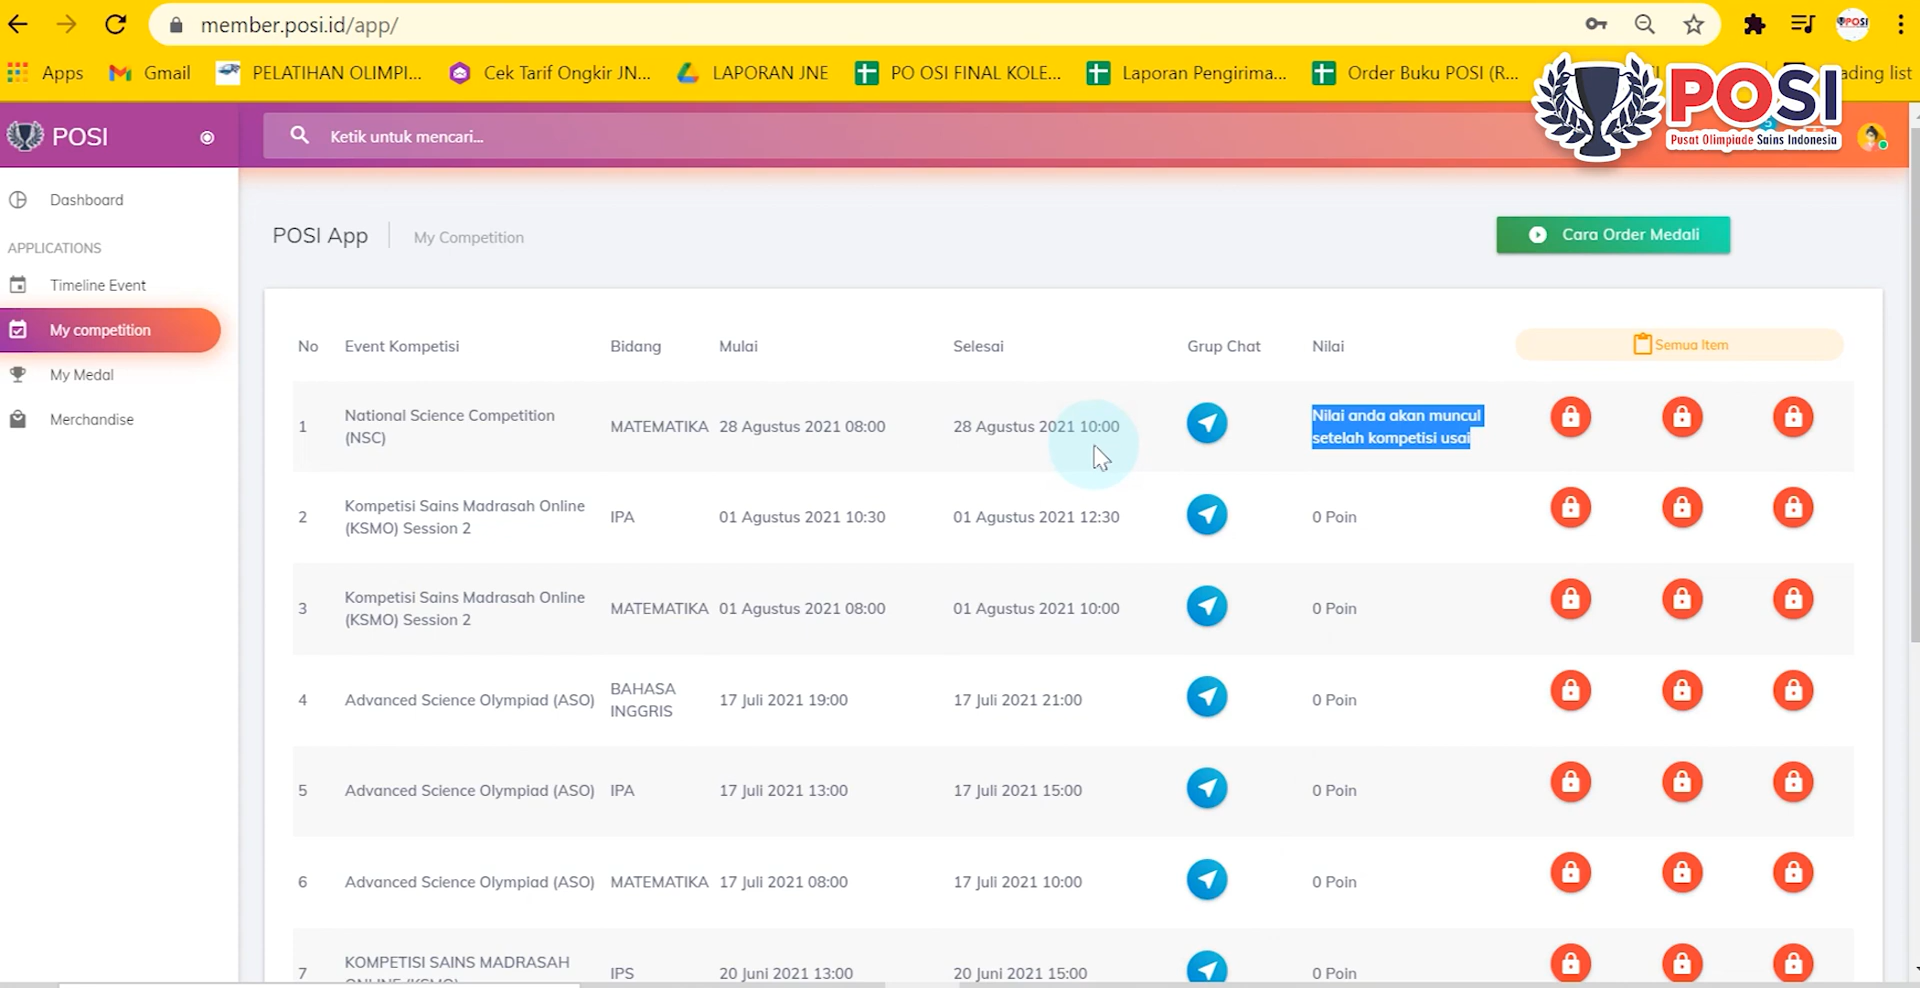 member.posi.id/app/
Apps
Gmail
PELATIHAN OLIMPI...
Cek Tarif Ongkir JN...
LAPORAN JNE
PO OSI FINAL KOLE...
Laporan Pengirima...
Order Buku POSI (R...
ading list
POSI
Pusat Olimpiade Sains Indonesia
POSI
Ketik untuk mencari...
5
Dashboard
APPLICATIONS
Timeline Event
My competition
My Medal
Merchandise
POSI App
My Competition
Cara Order Medali
No Event Kompetisi Bidang Mulai Selesai Grup Chat Nilai Semua Item
1 National Science Competition (NSC) MATEMATIKA 28 Agustus 2021 08:00 28 Agustus 2021 10:00 Nilai anda akan muncul setelah kompetisi usai
2 Kompetisi Sains Madrasah Online (KSMO) Session 2 IPA 01 Agustus 2021 10:30 01 Agustus 2021 12:30 0 Poin
3 Kompetisi Sains Madrasah Online (KSMO) Session 2 MATEMATIKA 01 Agustus 2021 08:00 01 Agustus 2021 10:00 0 Poin
4 Advanced Science Olympiad (ASO) BAHASA INGGRIS 17 Juli 2021 19:00 17 Juli 2021 21:00 0 Poin
5 Advanced Science Olympiad (ASO) IPA 17 Juli 2021 13:00 17 Juli 2021 15:00 0 Poin
6 Advanced Science Olympiad (ASO) MATEMATIKA 17 Juli 2021 08:00 17 Juli 2021 10:00 0 Poin
7 KOMPETISI SAINS MADRASAH ONLINE (KSMO) IPS 20 Juni 2021 13:00 20 Juni 2021 15:00 0 Poin